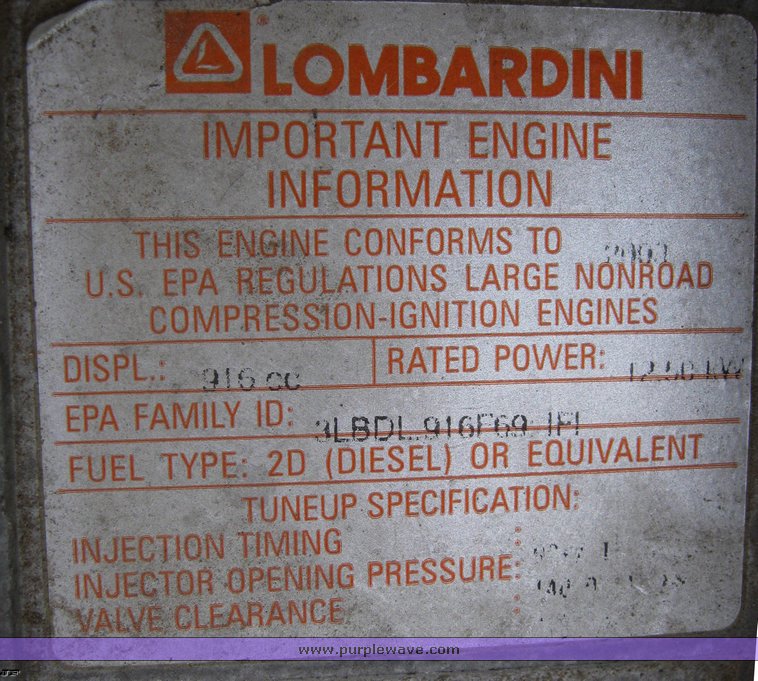 ® LOMBARDINI
IMPORTANT ENGINE
INFORMATION
THIS ENGINE CONFORMS TO 2003
U.S. EPA REGULATIONS LARGE NONROAD
COMPRESSION-IGNITION ENGINES
DISPL.: 916 cc RATED POWER: kW
EPA FAMILY ID:
FUEL TYPE: 2D (DIESEL) OR EQUIVALENT
TUNEUP SPECIFICATION:
INJECTION TIMING :
INJECTOR OPENING PRESSURE:
VALVE CLEARANCE :
www.purplewave.com